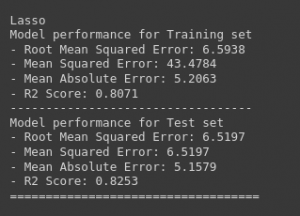 Lasso
Model performance for Training set
- Root Mean Squared Error: 6.5938
- Mean Squared Error: 43.4784
- Mean Absolute Error: 5.2063
- R2 Score: 0.8071
----------------------------------
Model performance for Test set
- Root Mean Squared Error: 6.5197
- Mean Squared Error: 6.5197
- Mean Absolute Error: 5.1579
- R2 Score: 0.8253
===================================